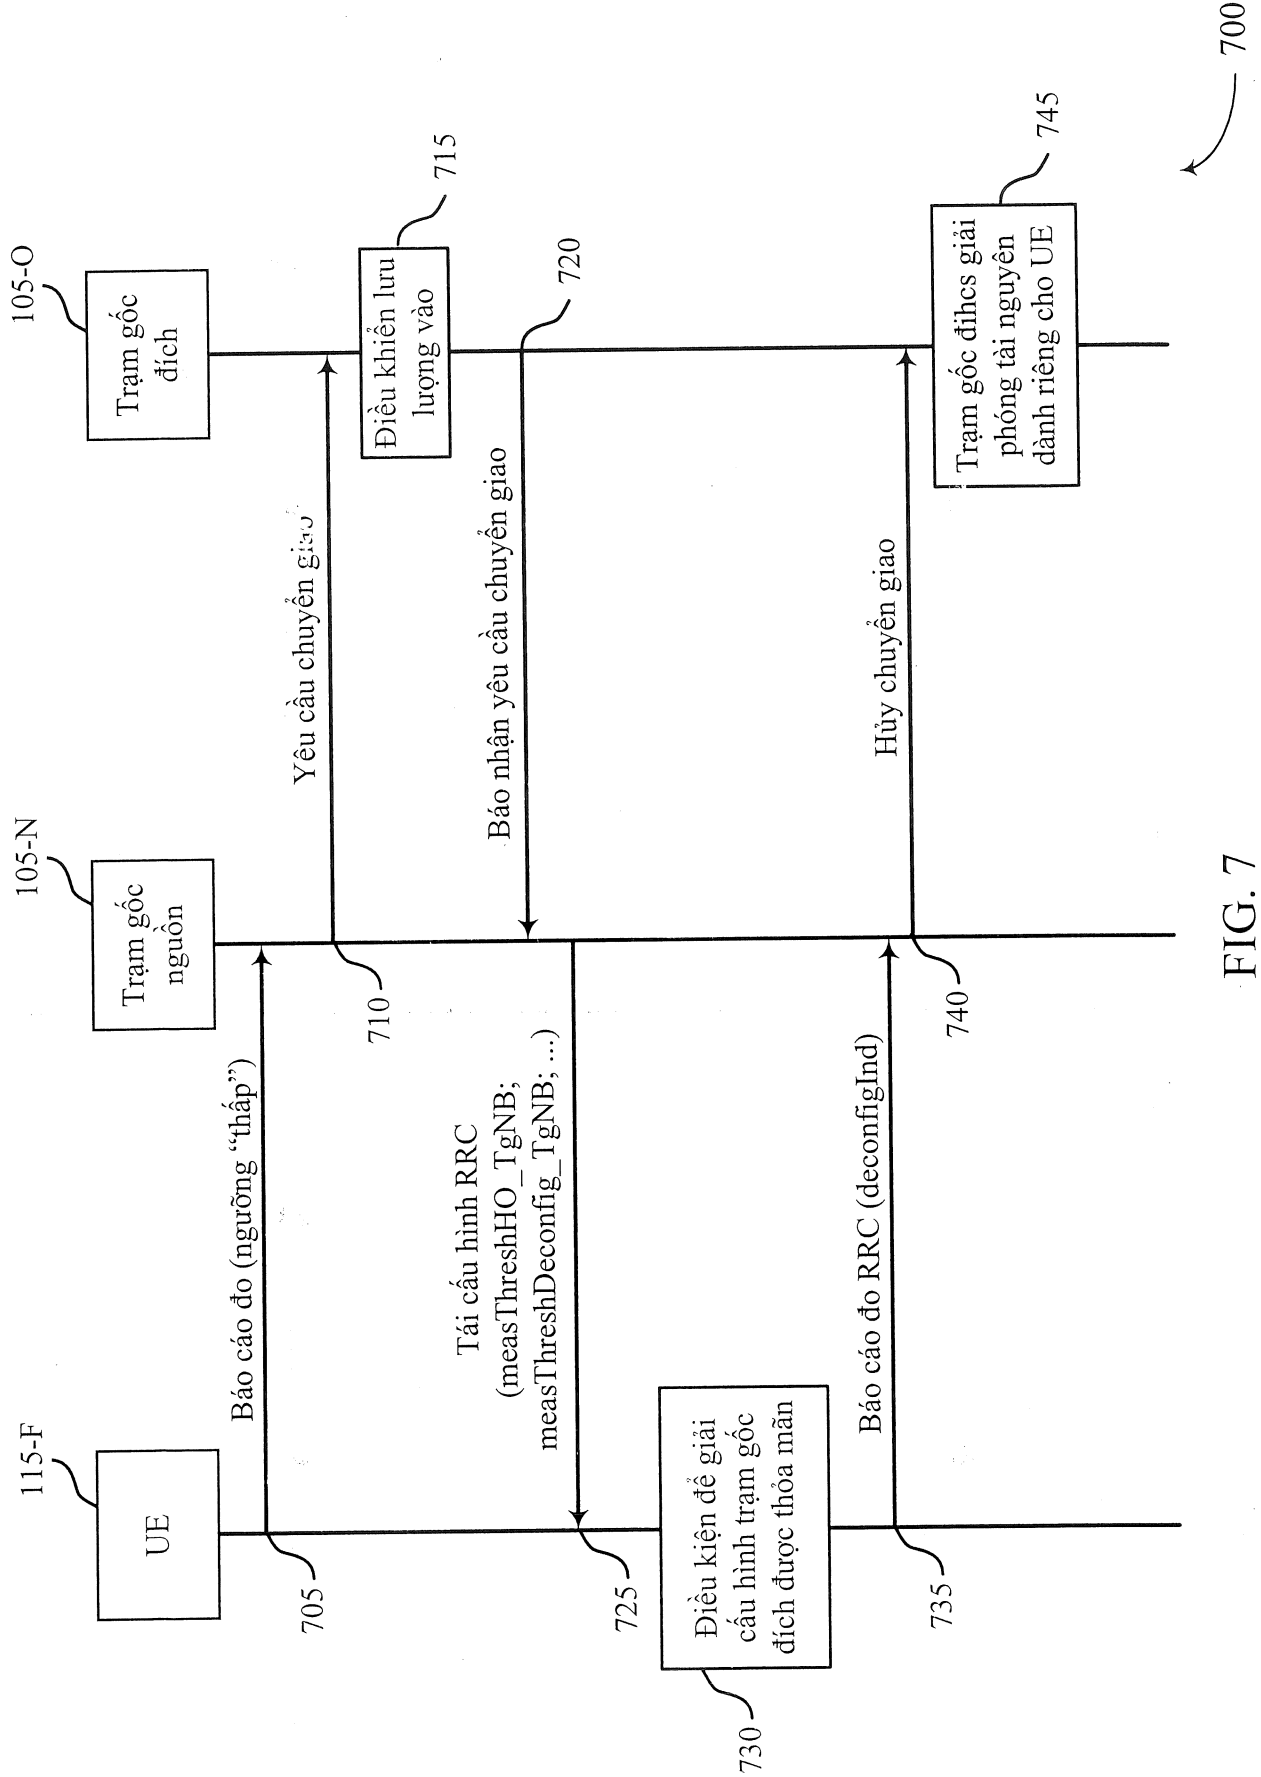 115-F
105-N
105-O
UE
Trạm gốc
nguồn
Trạm gốc
đích
Báo cáo đo (ngưỡng “thấp”)
705
Yêu cầu chuyển giao
710
Điều khiển lưu
lượng vào
715
Báo nhận yêu cầu chuyển giao
720
Tái cấu hình RRC
(measThreshHO_TgNB;
measThreshDeconfig_TgNB; ...)
725
Điều kiện để giải
cấu hình trạm gốc
đích được thỏa mãn
730
Báo cáo đo RRC (deconfigInd)
735
Hủy chuyển giao
740
Trạm gốc đihcs giải
phóng tài nguyên
dành riêng cho UE
745
700
FIG. 7